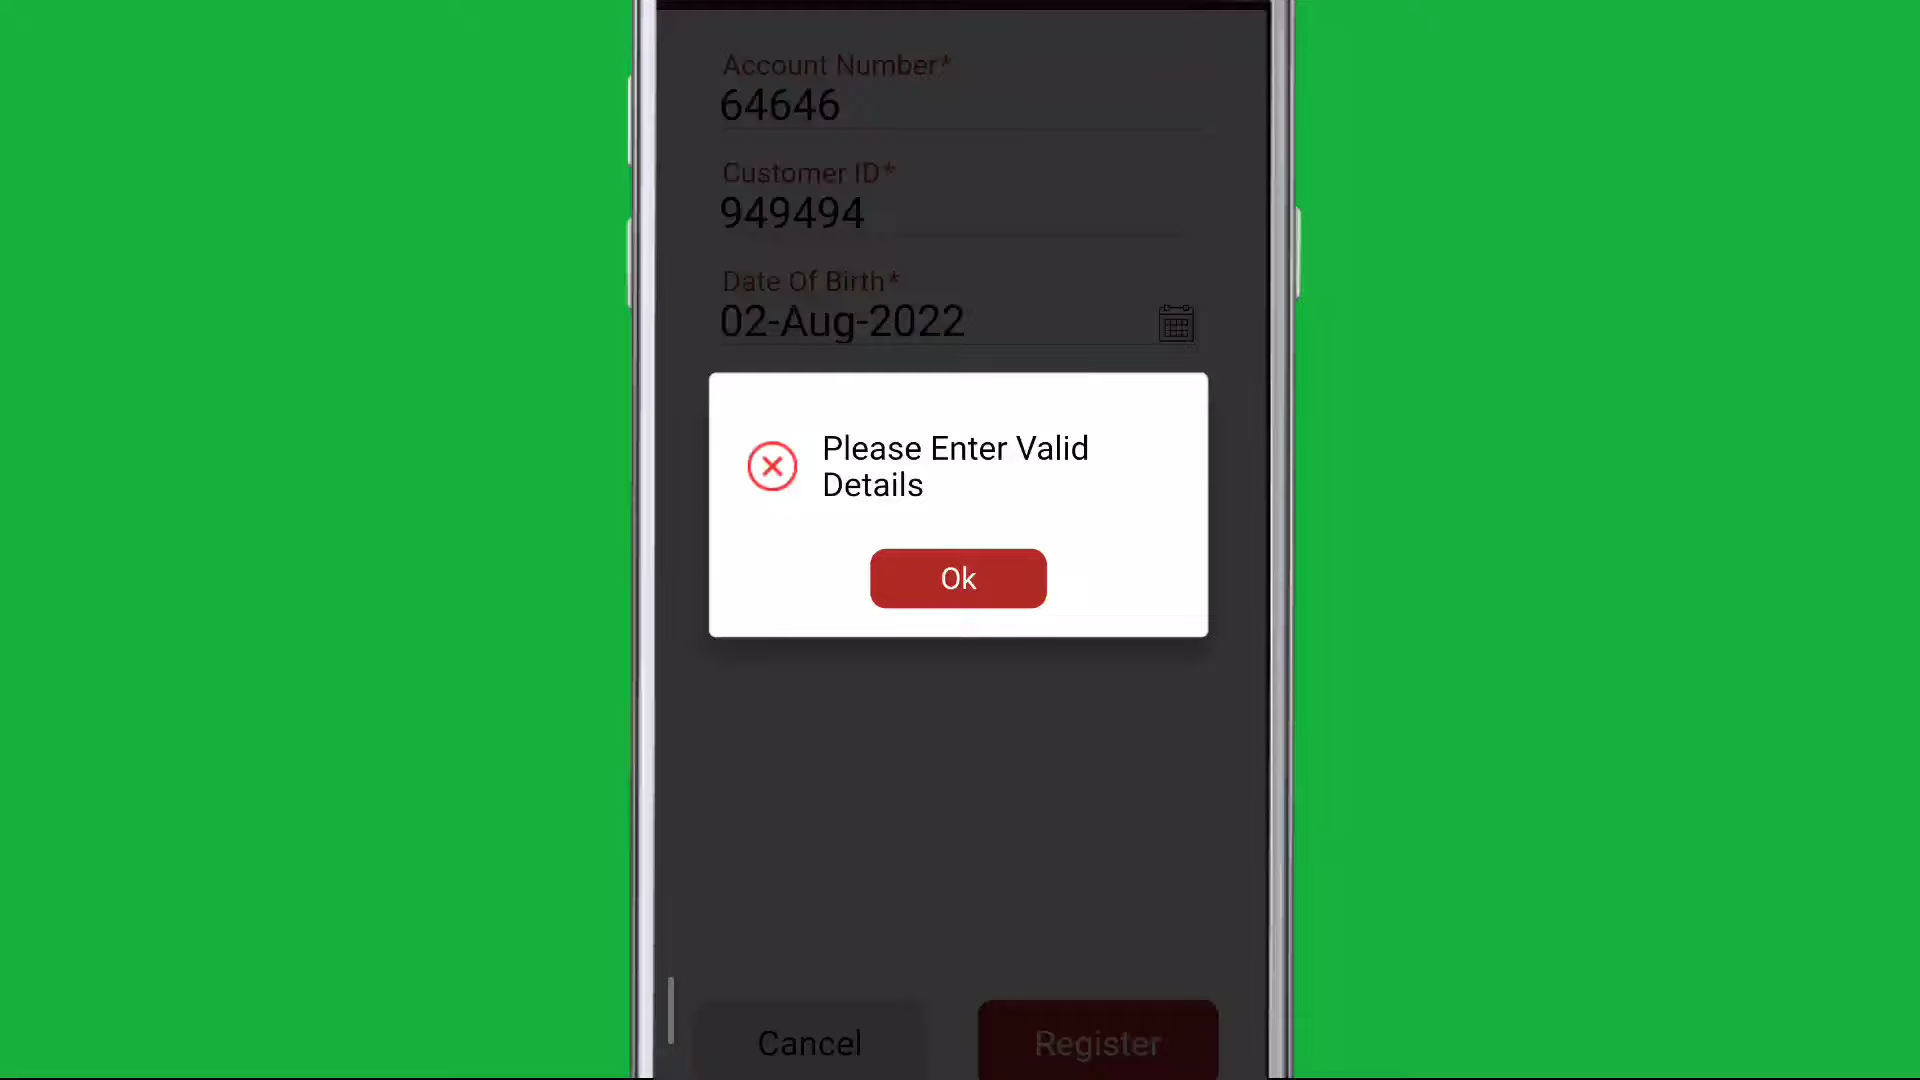 Account Number*
64646
Customer ID*
949494
Date Of Birth*
02-Aug-2022
Please Enter Valid
Details
Ok
Cancel
Register